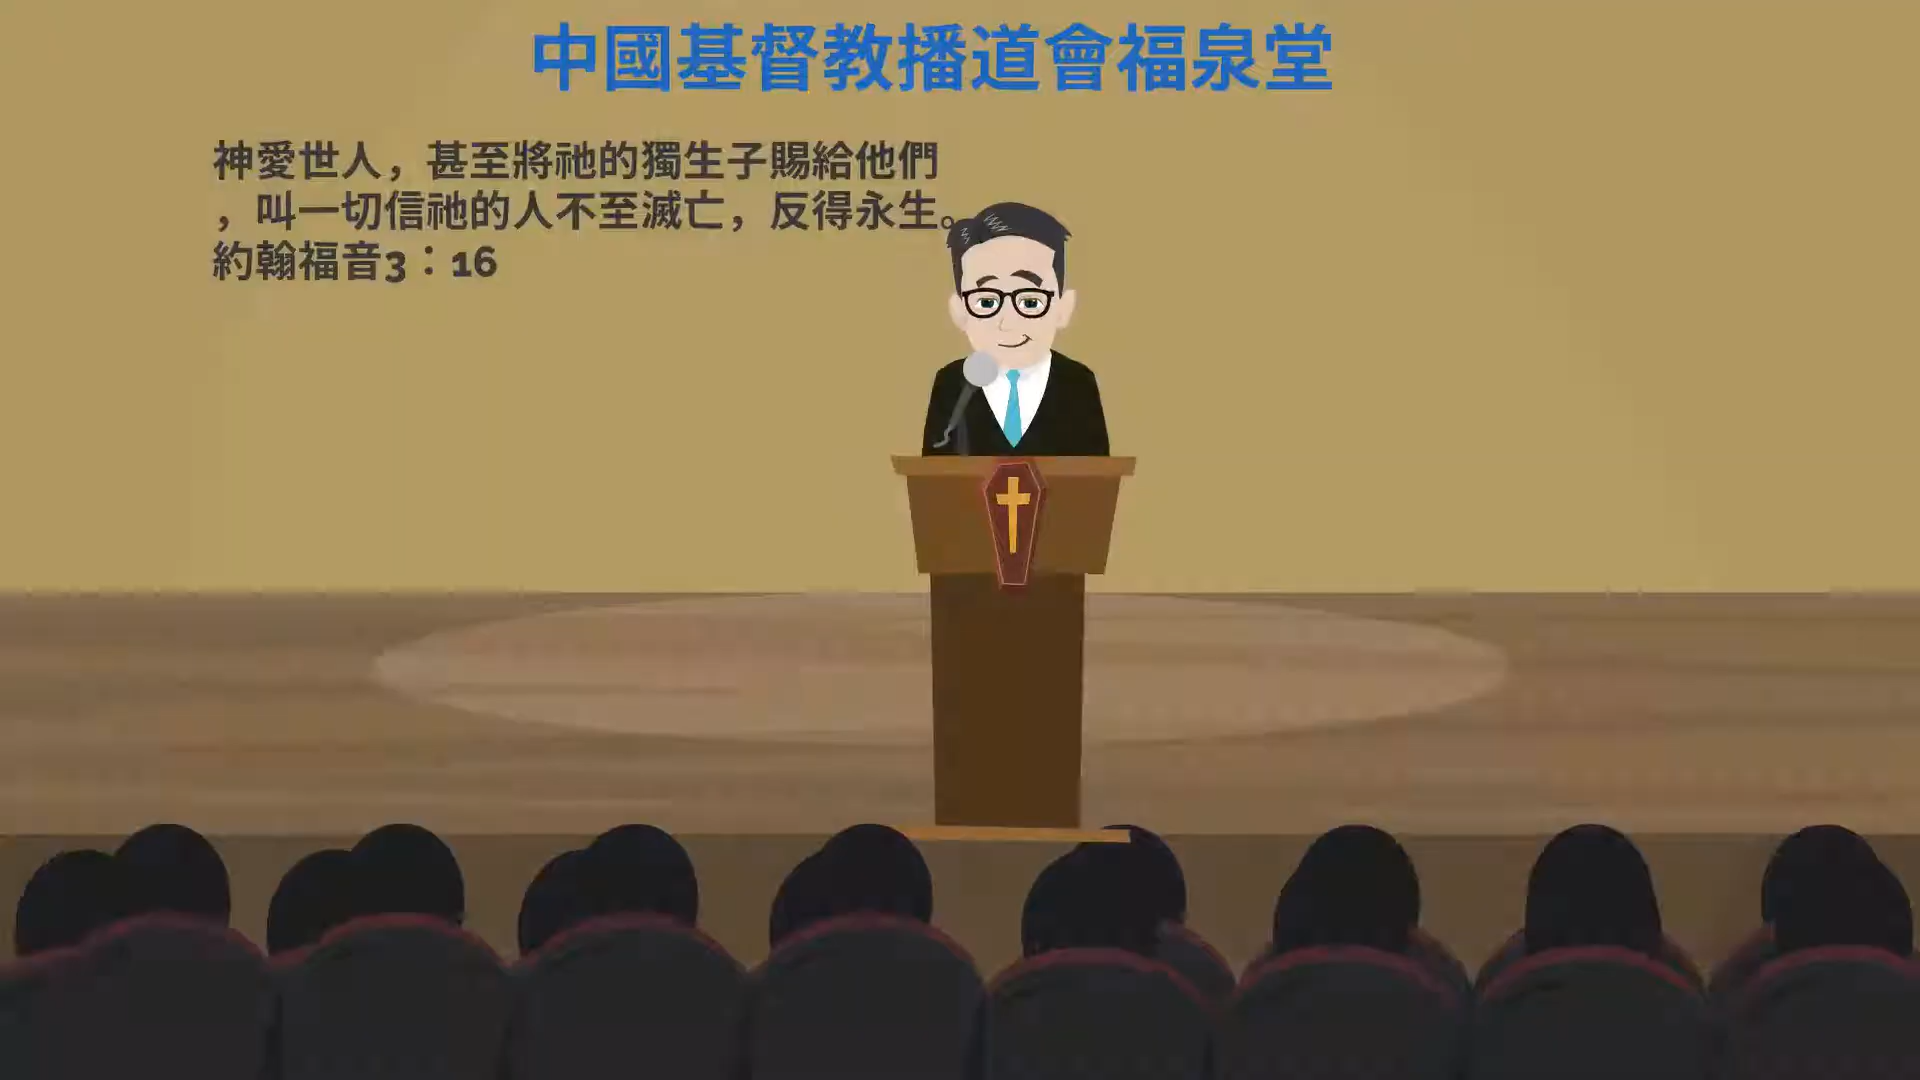 中國基督教播道會福泉堂
神愛世人，甚至將祂的獨生子賜給他們
，叫一切信祂的人不至滅亡，反得永生。
約翰福音3：16